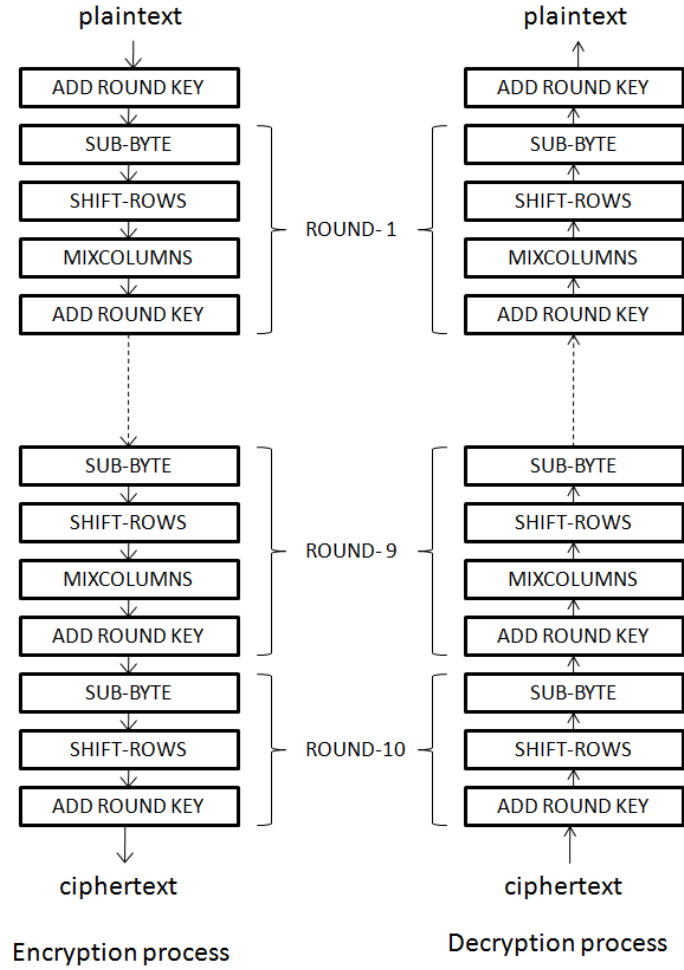 plaintext
ADD ROUND KEY
SUB-BYTE
SHIFT-ROWS
MIXCOLUMNS
ADD ROUND KEY
SUB-BYTE
SHIFT-ROWS
MIXCOLUMNS
ADD ROUND KEY
SUB-BYTE
SHIFT-ROWS
ADD ROUND KEY
ciphertext
Encryption process
ROUND- 1
ROUND- 9
ROUND-10
plaintext
ADD ROUND KEY
SUB-BYTE
SHIFT-ROWS
MIXCOLUMNS
ADD ROUND KEY
SUB-BYTE
SHIFT-ROWS
MIXCOLUMNS
ADD ROUND KEY
SUB-BYTE
SHIFT-ROWS
ADD ROUND KEY
ciphertext
Decryption process